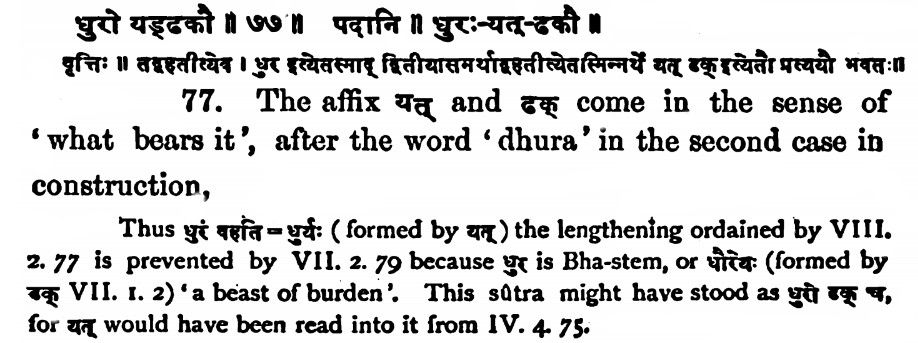 धुरो यड्ढकौ ॥ ७७ ॥ पदानि ॥ धुरः-यत्-ढकौ ॥
वृत्तिः ॥ तद्वहतीत्येव । धुर इत्येतस्माद् द्वितीयासमर्थाद्वहतीत्येतस्मिन्नर्थे यत् ढक् इत्येतौ प्रत्ययौ भवतः ॥
77. The affix यत् and ढक् come in the sense of
‘what bears it’, after the word ‘dhura’ in the second case in
construction,
Thus धुरं वहति = धुर्यः (formed by यत्) the lengthening ordained by VIII.
2. 77 is prevented by VII. 2. 79 because धुर is Bha-stem, or धौरेयः (formed by
ढक् VII. 1. 2) ‘a beast of burden’. This sûtra might have stood as धुरो ढक् च,
for यत् would have been read into it from IV. 4. 75.